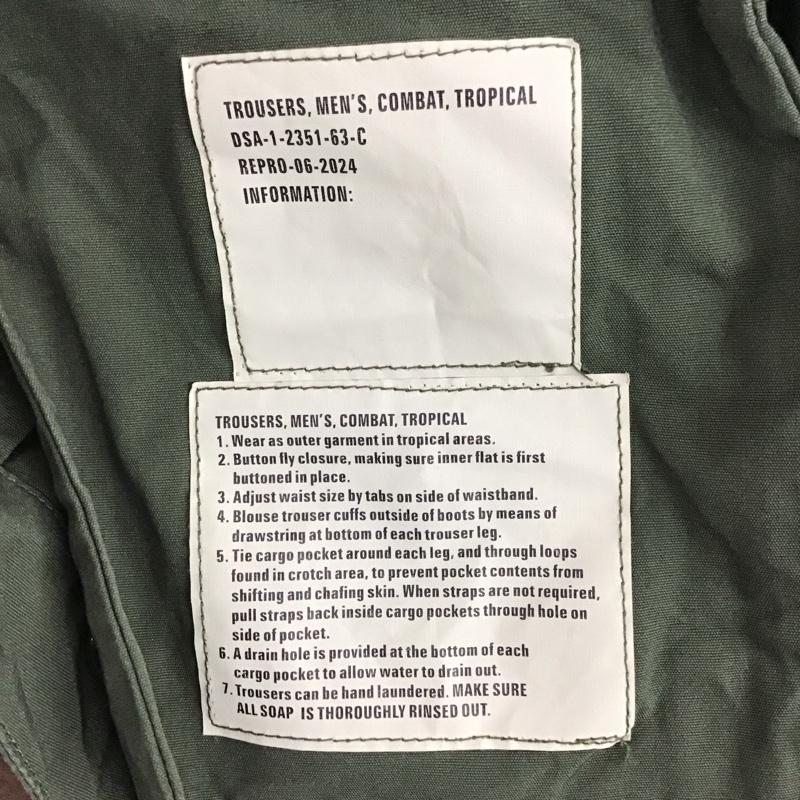 TROUSERS, MEN'S, COMBAT, TROPICAL
DSA-1-2351-63-C
REPRO-06-2024
INFORMATION:
TROUSERS, MEN'S, COMBAT, TROPICAL
1. Wear as outer garment in tropical areas.
2. Button fly closure, making sure inner flat is first
buttoned in place.
3. Adjust waist size by tabs on side of waistband.
4. Blouse trouser cuffs outside of boots by means of
drawstring at bottom of each trouser leg.
5. Tie cargo pocket around each leg, and through loops
found in crotch area, to prevent pocket contents from
shifting and chafing skin. When straps are not required,
pull straps back inside cargo pockets through hole on
side of pocket.
6. A drain hole is provided at the bottom of each
cargo pocket to allow water to drain out.
7. Trousers can be hand laundered. MAKE SURE
ALL SOAP IS THOROUGHLY RINSED OUT.